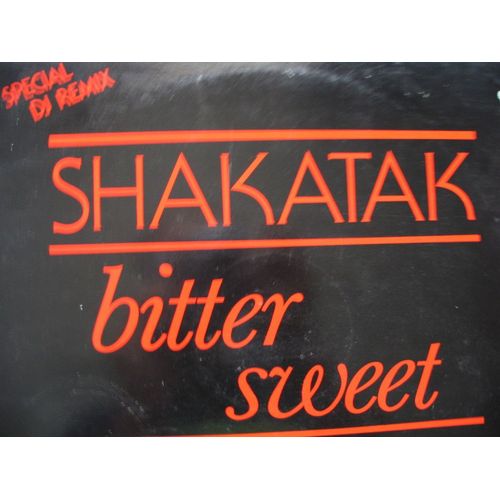 SPECIAL
DJ REMIX
SHAKATAK
bitter
sweet